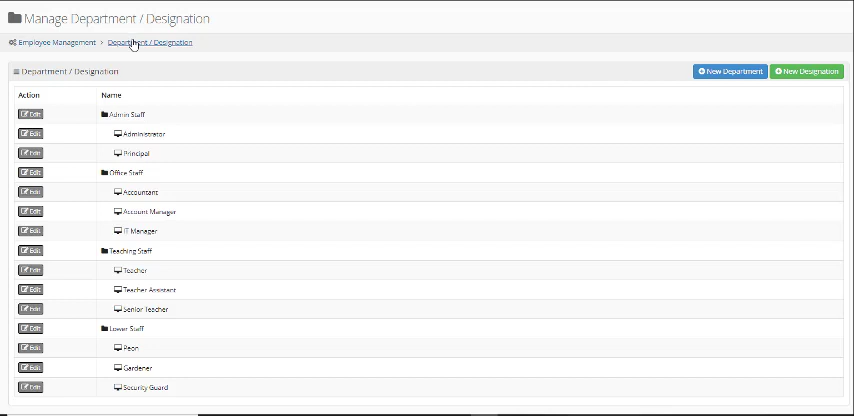 Manage Department / Designation
Employee Management > Department / Designation
Department / Designation New Department New Designation
Action Name
Edit Admin Staff
Edit Administrator
Edit Principal
Edit Office Staff
Edit Accountant
Edit Account Manager
Edit IT Manager
Edit Teaching Staff
Edit Teacher
Edit Teacher Assistant
Edit Senior Teacher
Edit Lower Staff
Edit Peon
Edit Gardener
Edit Security Guard